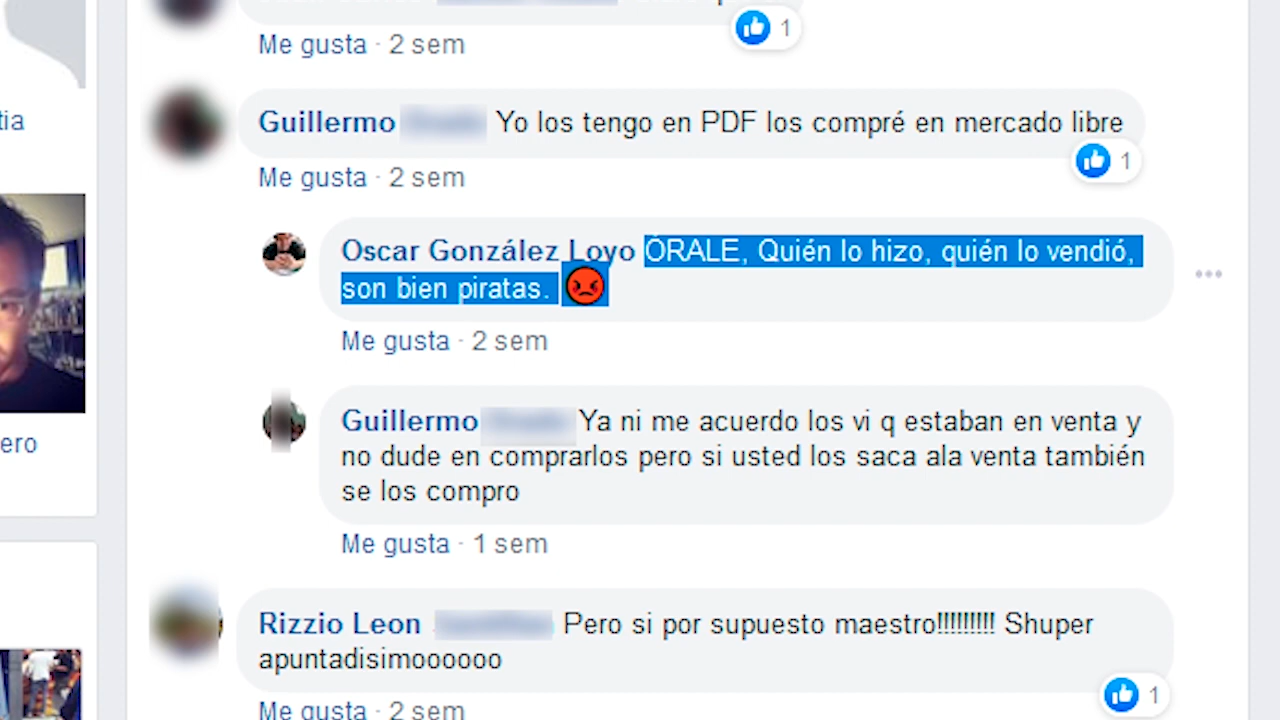 1
Me gusta · 2 sem
tia
Guillermo Yo los tengo en PDF los compré en mercado libre
1
Me gusta · 2 sem
Oscar González Loyo ÓRALE, Quién lo hizo, quién lo vendió,
son bien piratas.
Me gusta · 2 sem
ero
Guillermo Ya ni me acuerdo los vi q estaban en venta y
no dude en comprarlos pero si usted los saca ala venta también
se los compro
Me gusta · 1 sem
Rizzio Leon Pero si por supuesto maestro!!!!!!!!! Shuper
apuntadisimoooooo
1
Me gusta · 2 sem